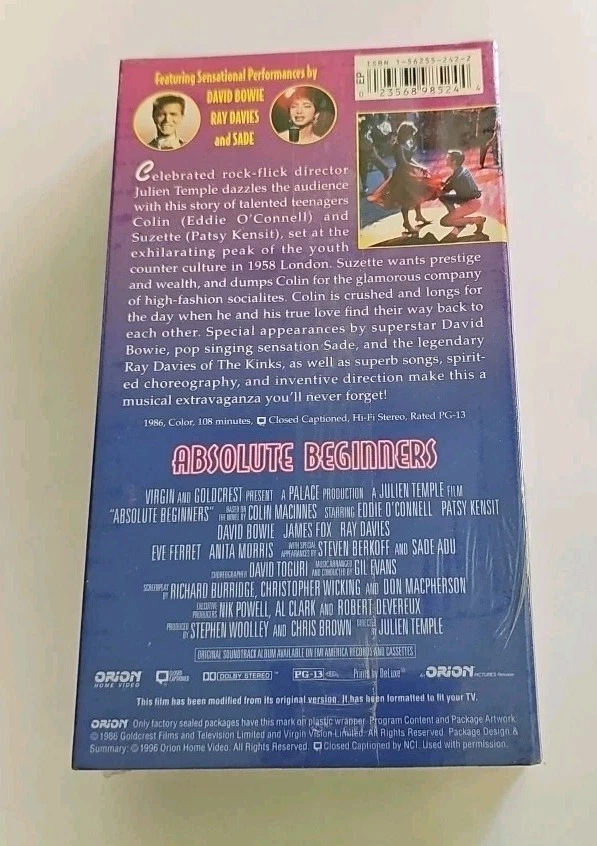 Featuring Sensational Performances by
DAVID BOWIE
RAY DAVIES
and SADE
ISBN 1-56255-242-2
EP
0 23568 98524 4
Celebrated rock-flick director
Julien Temple dazzles the audience
with this story of talented teenagers
Colin (Eddie O'Connell) and
Suzette (Patsy Kensit), set at the
exhilarating peak of the youth
counter culture in 1958 London. Suzette wants prestige
and wealth, and dumps Colin for the glamorous company
of high-fashion socialites. Colin is crushed and longs for
the day when he and his true love find their way back to
each other. Special appearances by superstar David
Bowie, pop singing sensation Sade, and the legendary
Ray Davies of The Kinks, as well as superb songs, spirit-
ed choreography, and inventive direction make this a
musical extravaganza you'll never forget!
1986, Color, 108 minutes, Closed Captioned, Hi-Fi Stereo, Rated PG-13
ABSOLUTE BEGINNERS
VIRGIN AND GOLDCREST PRESENT A PALACE PRODUCTION A JULIEN TEMPLE FILM
"ABSOLUTE BEGINNERS" BASED ON THE NOVEL BY COLIN MACINNES STARRING EDDIE O'CONNELL PATSY KENSIT
DAVID BOWIE JAMES FOX RAY DAVIES
EVE FERRET ANITA MORRIS WITH SPECIAL APPEARANCES BY STEVEN BERKOFF AND SADE ADU
CHOREOGRAPHER DAVID TOGURI MUSIC ARRANGED AND CONDUCTED BY GIL EVANS
SCREENPLAY BY RICHARD BURRIDGE, CHRISTOPHER WICKING AND DON MACPHERSON
EXECUTIVE PRODUCERS NIK POWELL, AL CLARK AND ROBERT DEVEREUX
PRODUCED BY STEPHEN WOOLLEY AND CHRIS BROWN DIRECTED BY JULIEN TEMPLE
ORIGINAL SOUNDTRACK ALBUM AVAILABLE ON EMI AMERICA RECORDS AND CASSETTES
ORION HOME VIDEO CLOSED CAPTIONED DOLBY STEREO PG-13 Prints by DeLuxe AN ORION PICTURES Release
This film has been modified from its original version. It has been formatted to fit your TV.
ORION Only factory sealed packages have this mark on plastic wrapper. Program Content and Package Artwork
© 1986 Goldcrest Films and Television Limited and Virgin Vision Limited. All Rights Reserved. Package Design &
Summary: © 1996 Orion Home Video. All Rights Reserved. Closed Captioned by NCI. Used with permission.